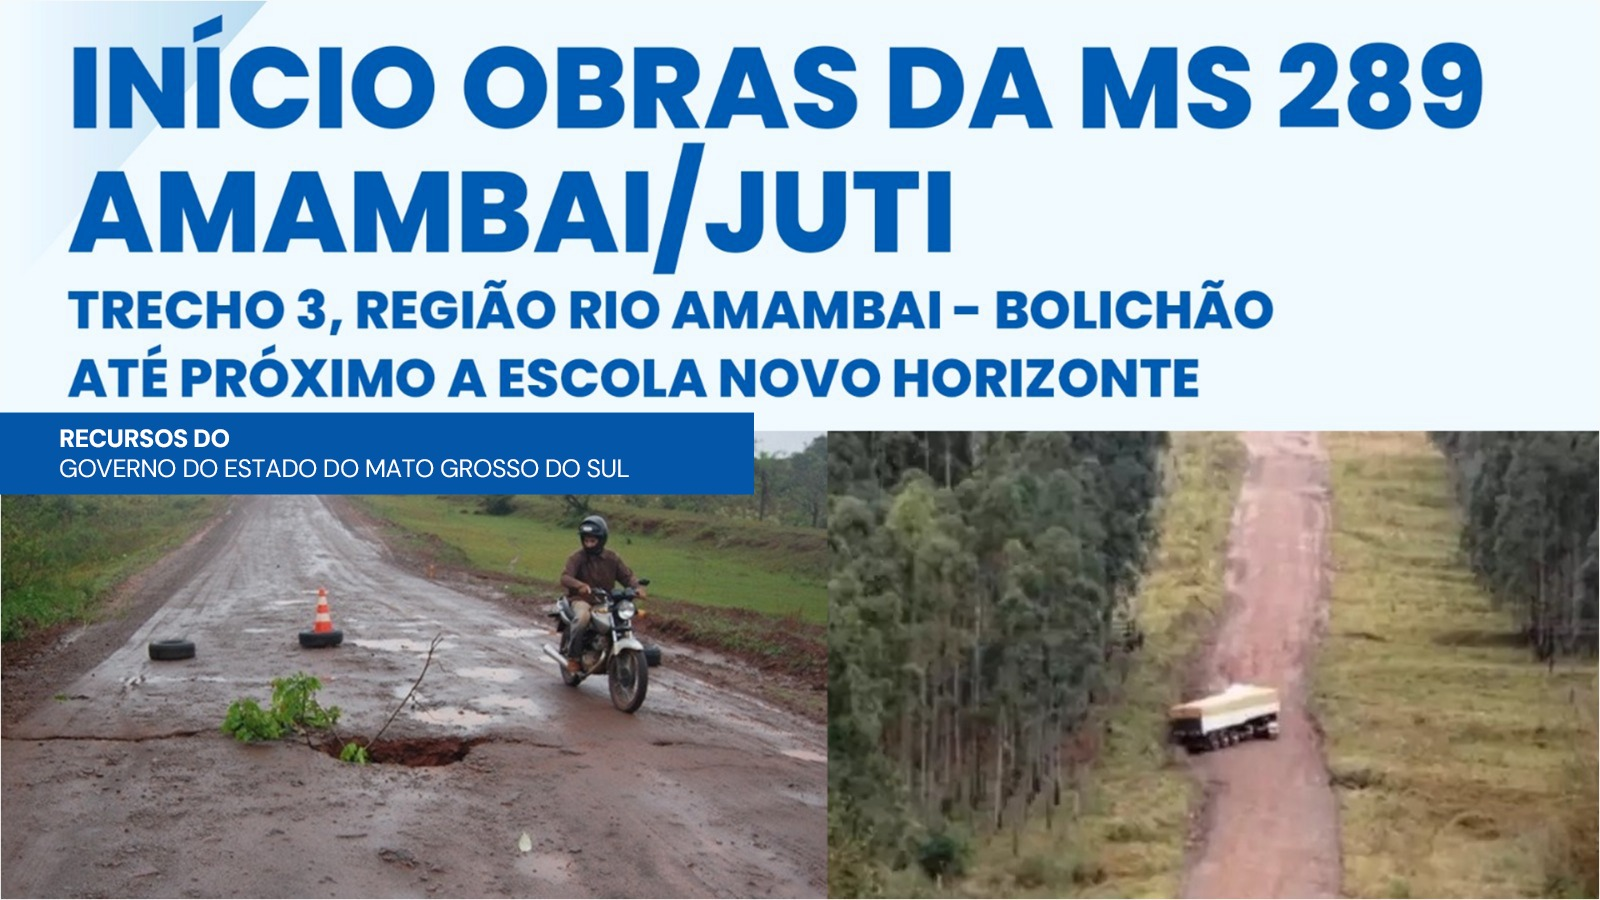 INÍCIO OBRAS DA MS 289
AMAMBAI/JUTI
TRECHO 3, REGIÃO RIO AMAMBAI - BOLICHÃO
ATÉ PRÓXIMO A ESCOLA NOVO HORIZONTE
RECURSOS DO
GOVERNO DO ESTADO DO MATO GROSSO DO SUL